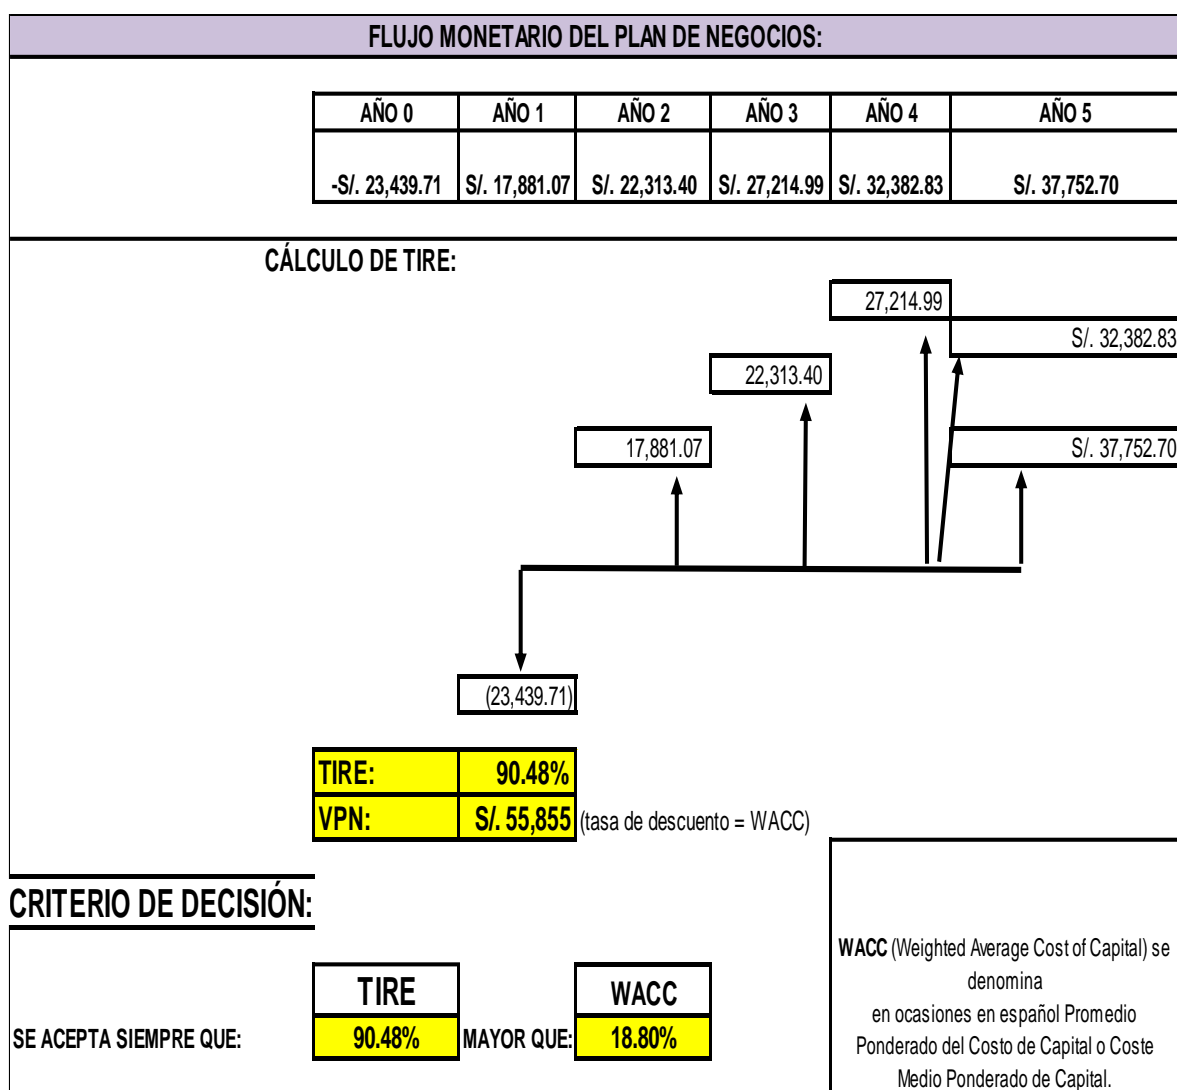 FLUJO MONETARIO DEL PLAN DE NEGOCIOS:
AÑO 0 AÑO 1 AÑO 2 AÑO 3 AÑO 4 AÑO 5
-S/. 23,439.71 S/. 17,881.07 S/. 22,313.40 S/. 27,214.99 S/. 32,382.83 S/. 37,752.70
CÁLCULO DE TIRE:
27,214.99
S/. 32,382.83
22,313.40
17,881.07 S/. 37,752.70
(23,439.71)
TIRE: 90.48%
VPN: S/. 55,855 (tasa de descuento = WACC)
CRITERIO DE DECISIÓN:
TIRE WACC
SE ACEPTA SIEMPRE QUE: 90.48% MAYOR QUE: 18.80%
WACC (Weighted Average Cost of Capital) se
denomina
en ocasiones en español Promedio
Ponderado del Costo de Capital o Coste
Medio Ponderado de Capital.